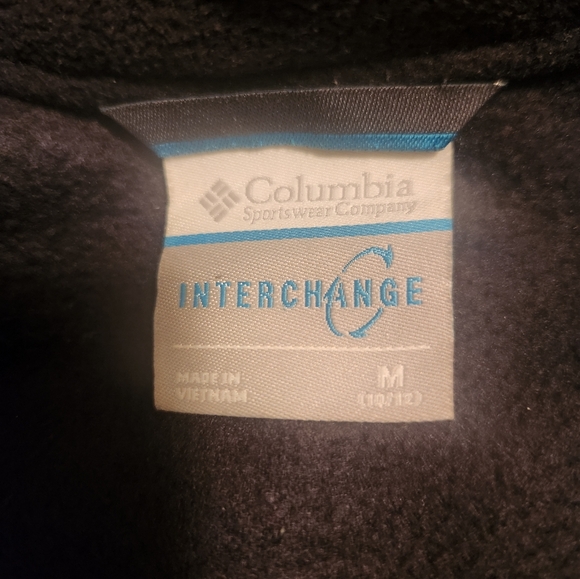 Columbia
Sportswear Company
INTERCHANGE
MADE IN
VIETNAM
M
(10/12)